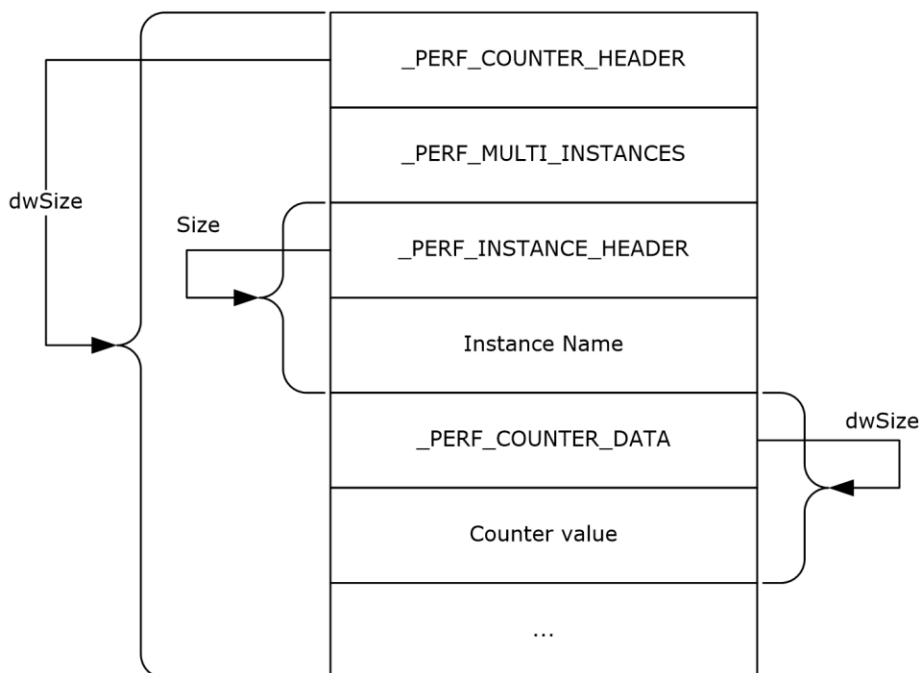 _PERF_COUNTER_HEADER
_PERF_MULTI_INSTANCES
dwSize
Size
_PERF_INSTANCE_HEADER
Instance Name
dwSize
_PERF_COUNTER_DATA
Counter value
...